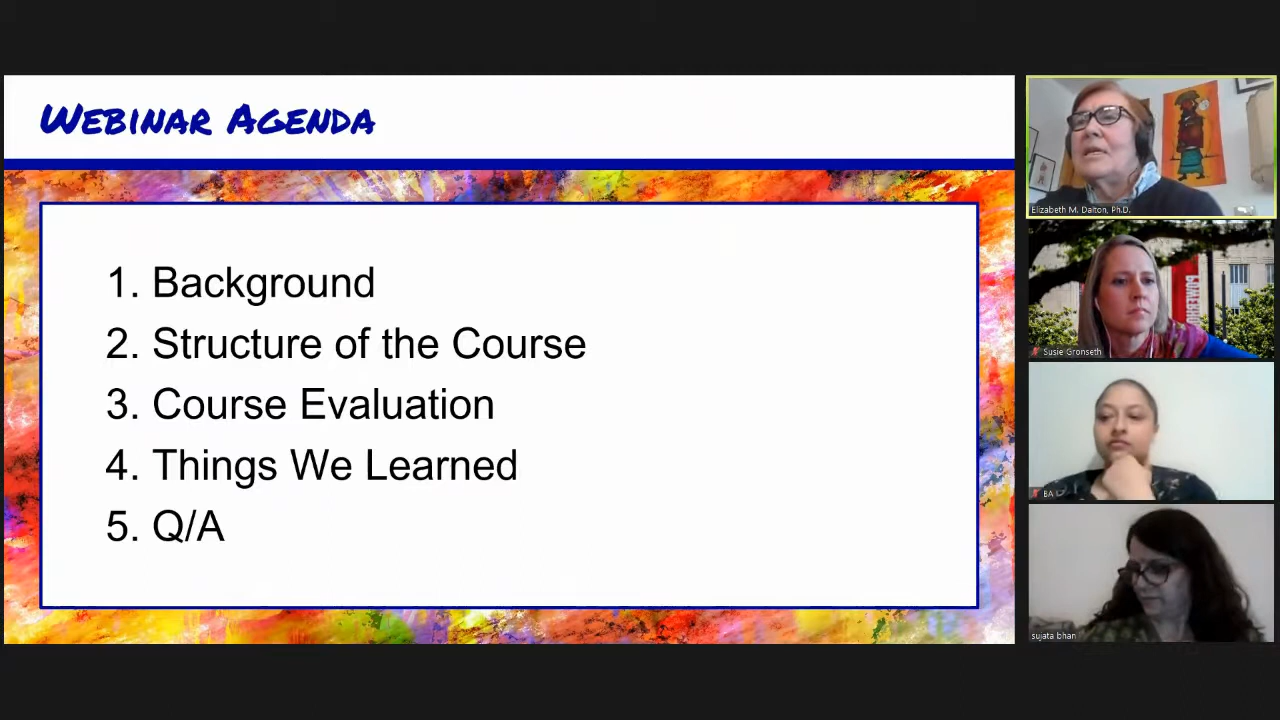 Webinar Agenda
1. Background
2. Structure of the Course
3. Course Evaluation
4. Things We Learned
5. Q/A
Elizabeth M. Dalton, Ph.D.
Susie Gronseth
BA
sujata bhan